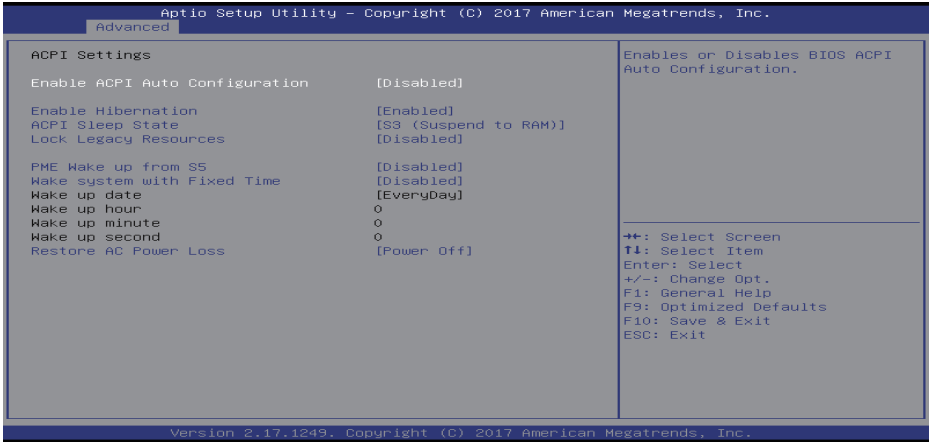 Aptio Setup Utility – Copyright (C) 2017 American Megatrends, Inc.
Advanced
ACPI Settings
Enable ACPI Auto Configuration [Disabled]
Enable Hibernation [Enabled]
ACPI Sleep State [S3 (Suspend to RAM)]
Lock Legacy Resources [Disabled]
PME Wake up from S5 [Disabled]
Wake system with Fixed Time [Disabled]
Wake up date [EveryDay]
Wake up hour 0
Wake up minute 0
Wake up second 0
Restore AC Power Loss [Power Off]
Enables or Disables BIOS ACPI
Auto Configuration.
→←: Select Screen
↑↓: Select Item
Enter: Select
+/-: Change Opt.
F1: General Help
F9: Optimized Defaults
F10: Save & Exit
ESC: Exit
Version 2.17.1249. Copyright (C) 2017 American Megatrends, Inc.